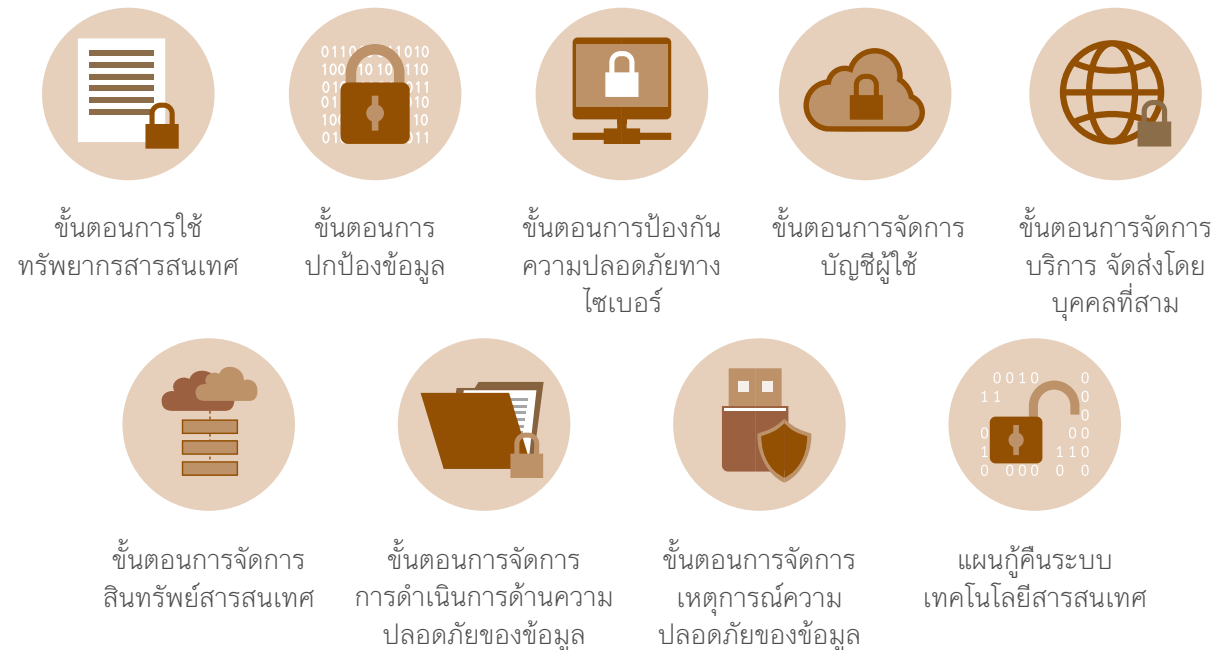 ขั้นตอนการใช้
ทรัพยากรสารสนเทศ
ขั้นตอนการ
ปกป้องข้อมูล
ขั้นตอนการป้องกัน
ความปลอดภัยทาง
ไซเบอร์
ขั้นตอนการจัดการ
บัญชีผู้ใช้
ขั้นตอนการจัดการ
บริการ จัดส่งโดย
บุคคลที่สาม
ขั้นตอนการจัดการ
สินทรัพย์สารสนเทศ
ขั้นตอนการจัดการ
การดำเนินการด้านความ
ปลอดภัยของข้อมูล
ขั้นตอนการจัดการ
เหตุการณ์ความ
ปลอดภัยของข้อมูล
แผนกู้คืนระบบ
เทคโนโลยีสารสนเทศ